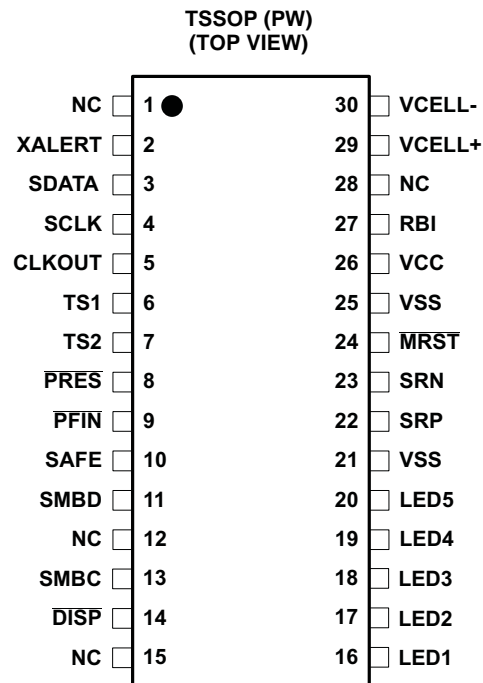 TSSOP (PW)
(TOP VIEW)
NC 1 30 VCELL-
XALERT 2 29 VCELL+
SDATA 3 28 NC
SCLK 4 27 RBI
CLKOUT 5 26 VCC
TS1 6 25 VSS
TS2 7 24 MRST
PRES 8 23 SRN
PFIN 9 22 SRP
SAFE 10 21 VSS
SMBD 11 20 LED5
NC 12 19 LED4
SMBC 13 18 LED3
DISP 14 17 LED2
NC 15 16 LED1